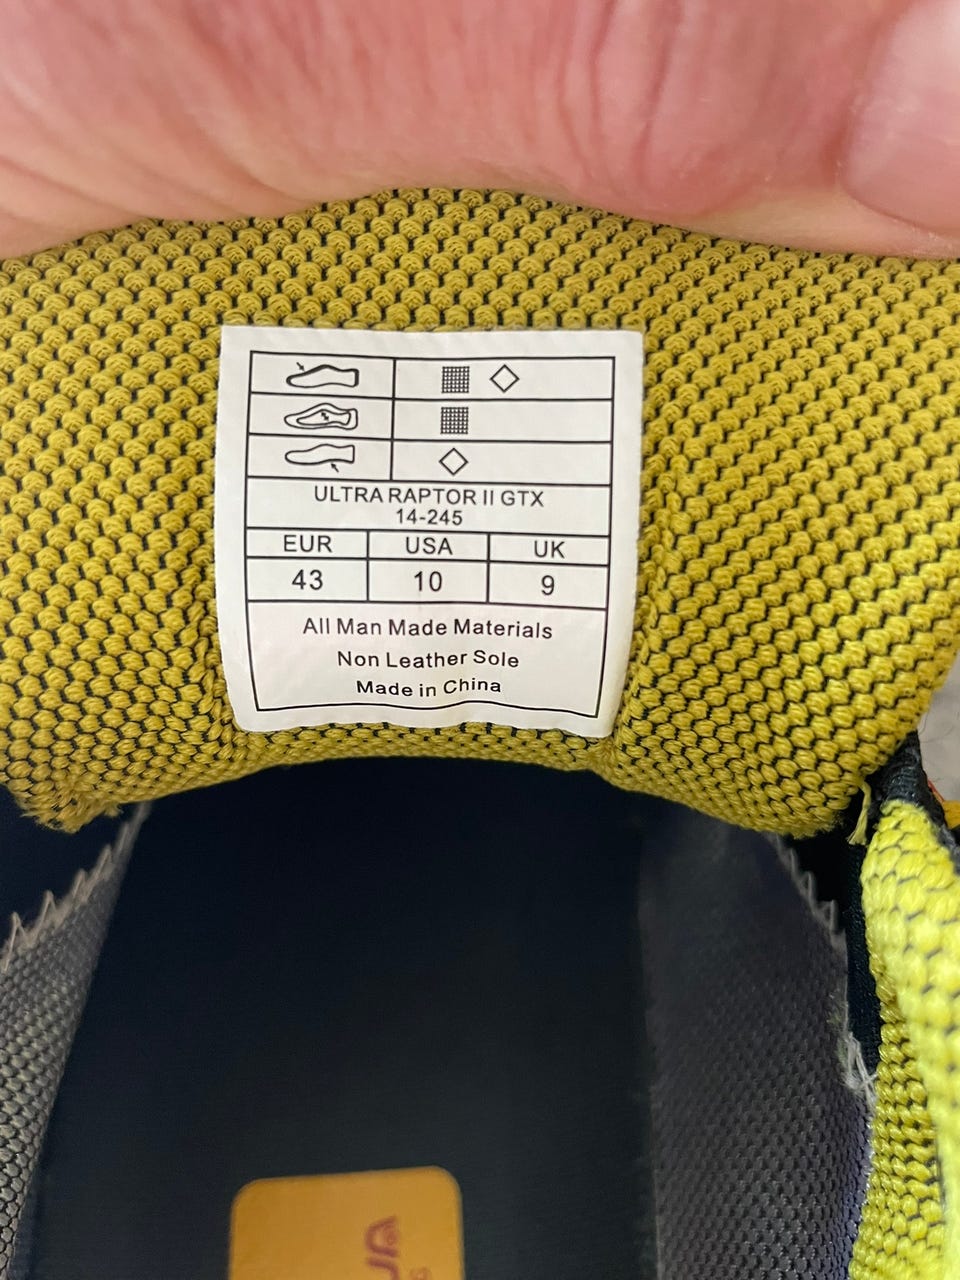 ULTRA RAPTOR II GTX
14-245
EUR USA UK
43 10 9
All Man Made Materials
Non Leather Sole
Made in China